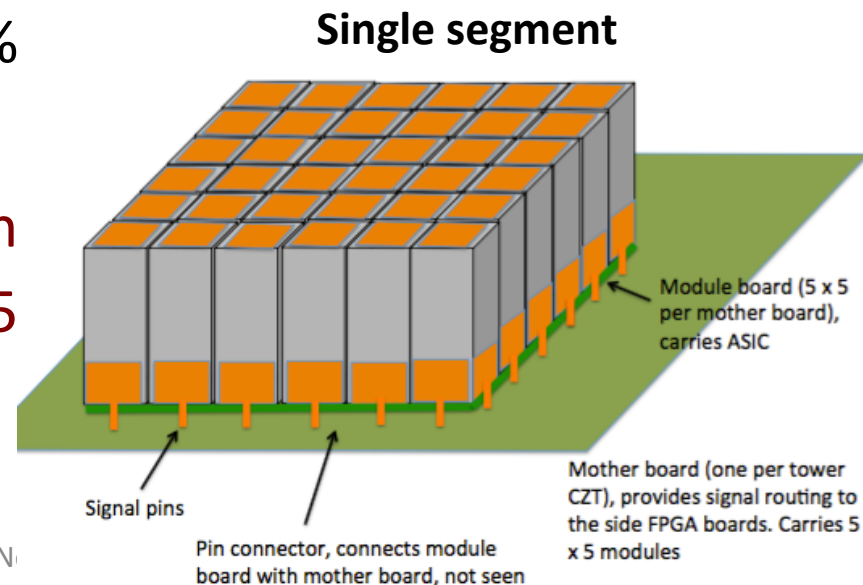 %
Single segment
n
5
Module board (5 x 5
per mother board),
carries ASIC
Signal pins
Pin connector, connects module
board with mother board, not seen
Mother board (one per tower
CZT), provides signal routing to
the side FPGA boards. Carries 5
x 5 modules